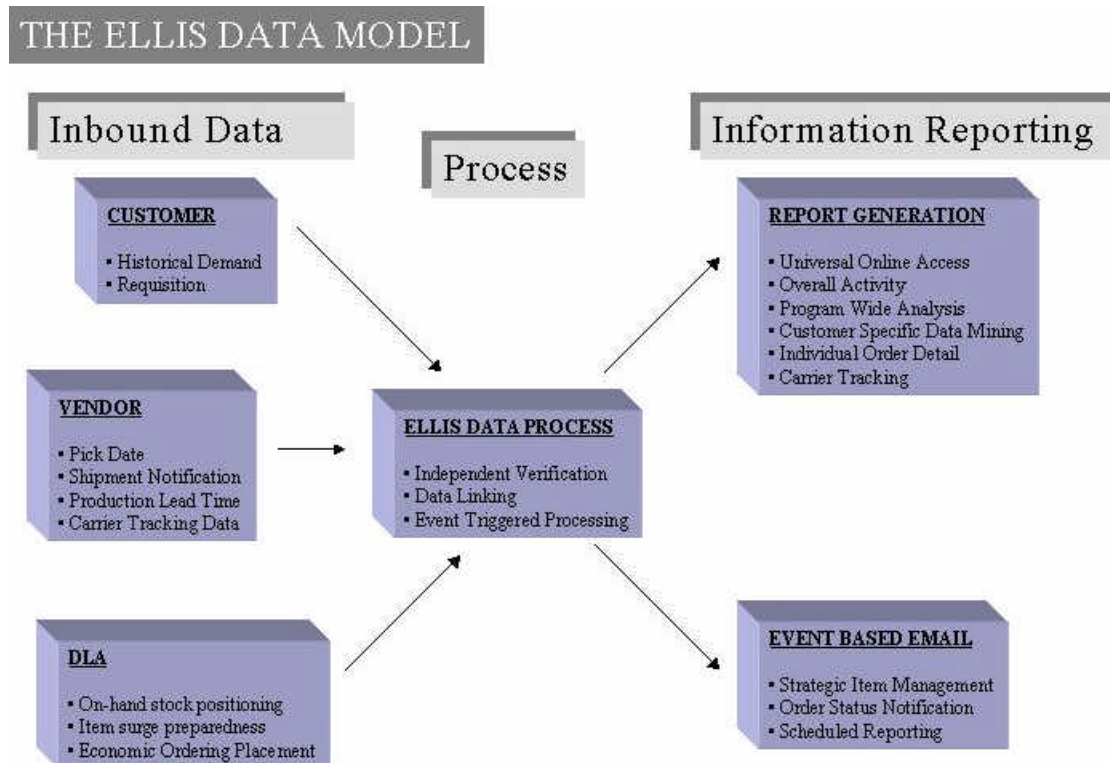 THE ELLIS DATA MODEL
Inbound Data
Process
Information Reporting
CUSTOMER
▪ Historical Demand
▪ Requisition
VENDOR
▪ Pick Date
▪ Shipment Notification
▪ Production Lead Time
▪ Carrier Tracking Data
DLA
▪ On-hand stock positioning
▪ Item surge preparedness
▪ Economic Ordering Placement
ELLIS DATA PROCESS
▪ Independent Verification
▪ Data Linking
▪ Event Triggered Processing
REPORT GENERATION
▪ Universal Online Access
▪ Overall Activity
▪ Program Wide Analysis
▪ Customer Specific Data Mining
▪ Individual Order Detail
▪ Carrier Tracking
EVENT BASED EMAIL
▪ Strategic Item Management
▪ Order Status Notification
▪ Scheduled Reporting